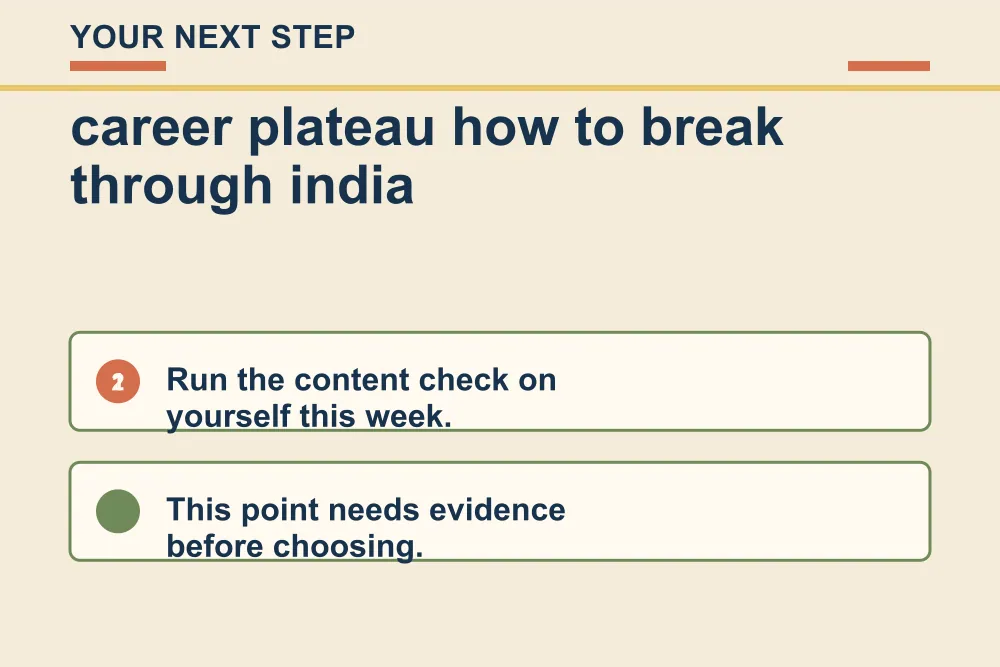 YOUR NEXT STEP
career plateau how to break
through india
2
Run the content check on
yourself this week.
This point needs evidence
before choosing.